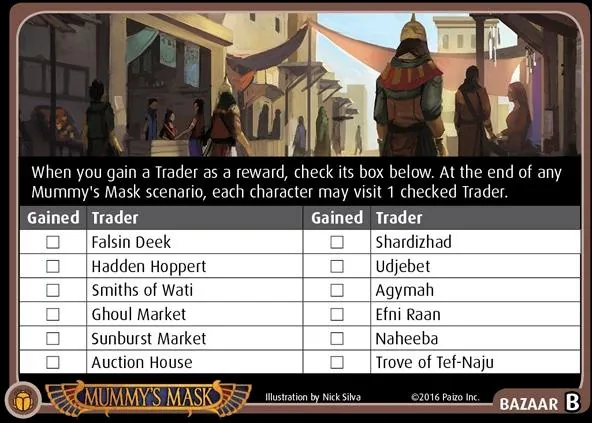 When you gain a Trader as a reward, check its box below. At the end of any
Mummy's Mask scenario, each character may visit 1 checked Trader.
Gained Trader Gained Trader
Falsin Deek Shardizhad
Hadden Hoppert Udjebet
Smiths of Wati Agymah
Ghoul Market Efni Raan
Sunburst Market Naheeba
Auction House Trove of Tef-Naju
MUMMY'S MASK Illustration by Nick Silva ©2016 Paizo Inc. BAZAAR B